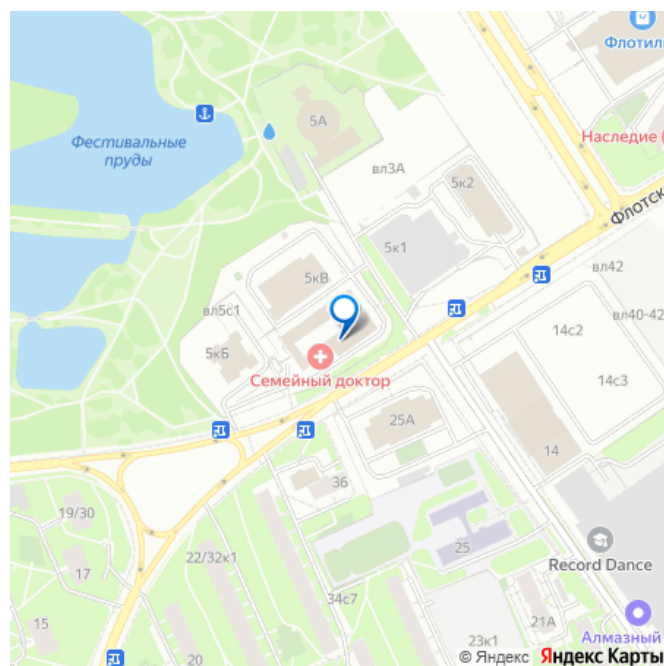 Флотил
5А
Фестивальные
пруды
Наследие (
вл3А
5к2
Флотск
5к1
вл42
5кВ
вл5с1
вл40-42
14с2
5кБ
Семейный доктор
14с3
25А
14
36
19/30
Record Dance
22/32к1
25
17
34с7
15
21А
Алмазный
23к1
20
© Яндекс Яндекс Карты